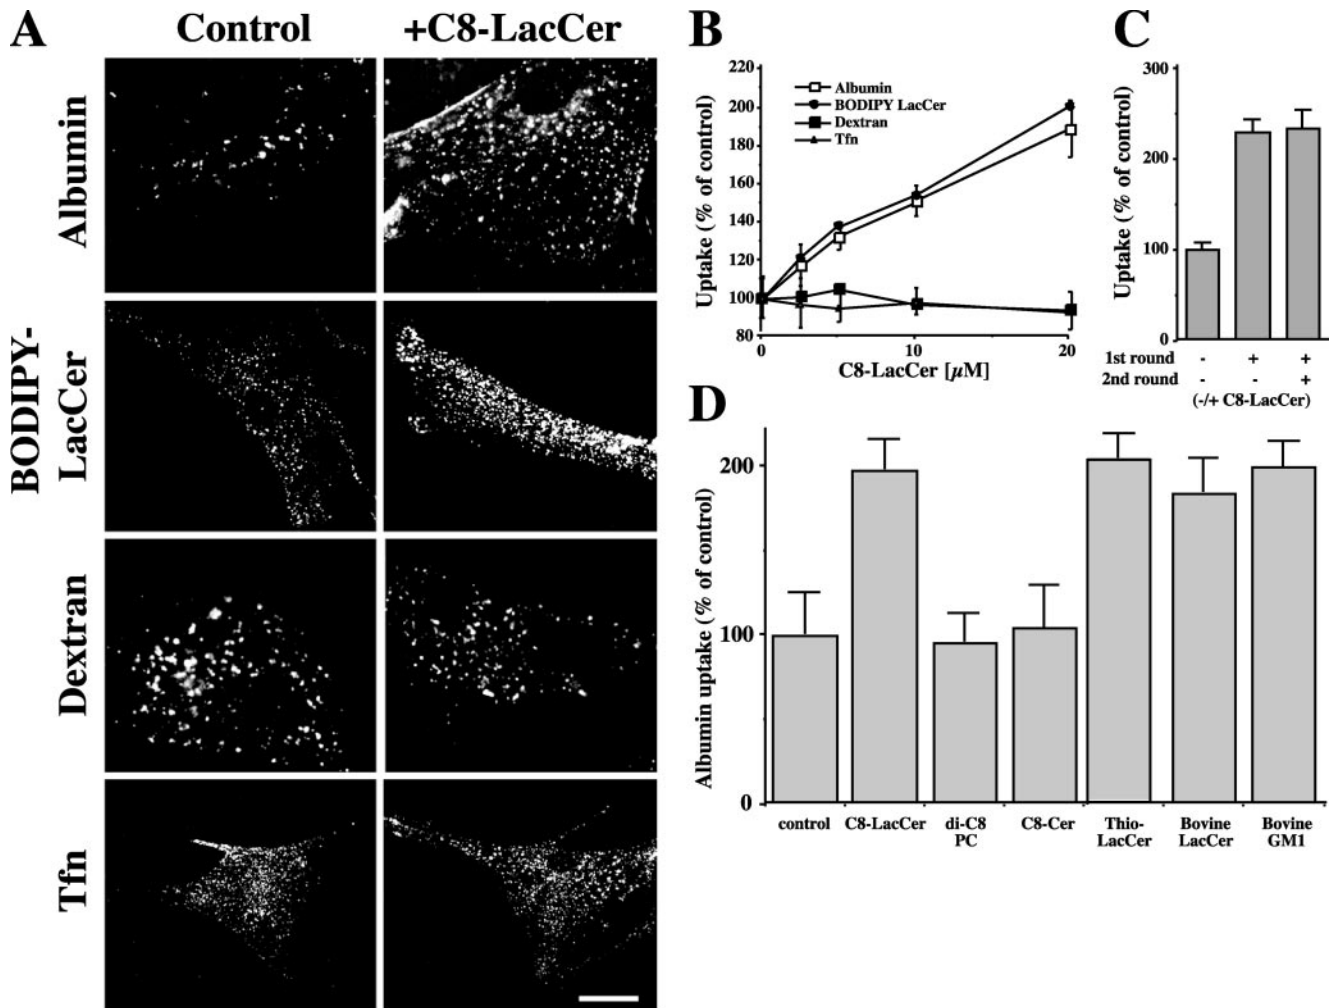 A
Control
+C8-LacCer
Albumin
BODIPY-
LacCer
Dextran
Tfn
B
220
200
180
160
140
120
100
80
Uptake (% of control)
Albumin
BODIPY LacCer
Dextran
Tfn
0
10
20
C8-LacCer [µM]
C
300
200
100
0
Uptake (% of control)
1st round - + +
2nd round - - +
(-/+ C8-LacCer)
D
200
100
0
Albumin uptake (% of control)
control
C8-LacCer
di-C8
PC
C8-Cer
Thio-
LacCer
Bovine
LacCer
Bovine
GM1